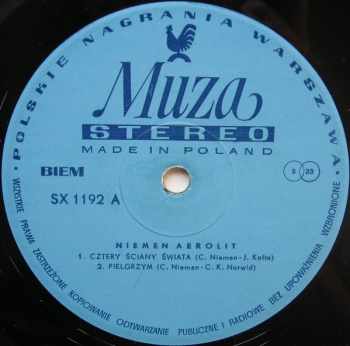 POLSKIE NAGRANIA WARSZAWA
Muza
STEREO
MADE IN POLAND
BIEM
S 33
SX 1192 A
NIEMEN AEROLIT
1. CZTERY ŚCIANY ŚWIATA (C. Niemen-J. Kofta)
2. PIELGRZYM (C. Niemen-C. K. Norwid)
WSZYSTKIE PRAWA ZASTRZEŻONE KOPIOWANIE ODTWARZANIE PUBLICZNE I RADIOWE BEZ UPOWAŻNIENIA WZBRONIONE